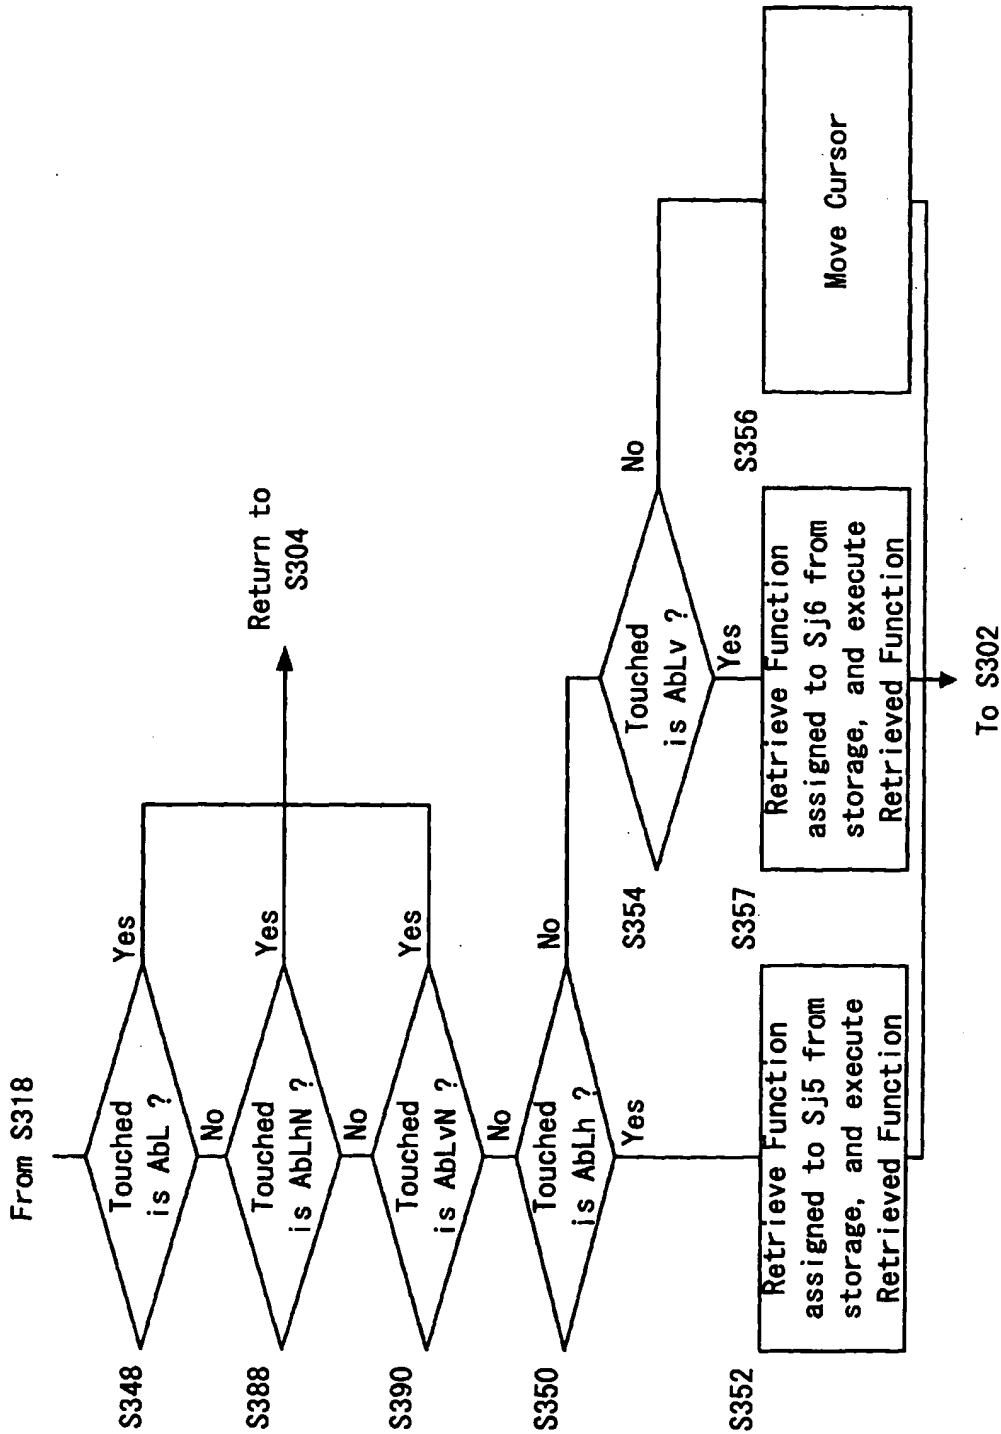 From S318
S348
Touched
is AbL ?
Yes
No
S388
Touched
is AbLhN ?
Yes
Return to
S304
No
S390
Touched
is AbLvN ?
Yes
No
S350
Touched
is AbLh ?
No
Yes
S354
Touched
is AbLv ?
No
Yes
S352
Retrieve Function
assigned to Sj5 from
storage, and execute
Retrieved Function
S357
Retrieve Function
assigned to Sj6 from
storage, and execute
Retrieved Function
S356
Move Cursor
To S302